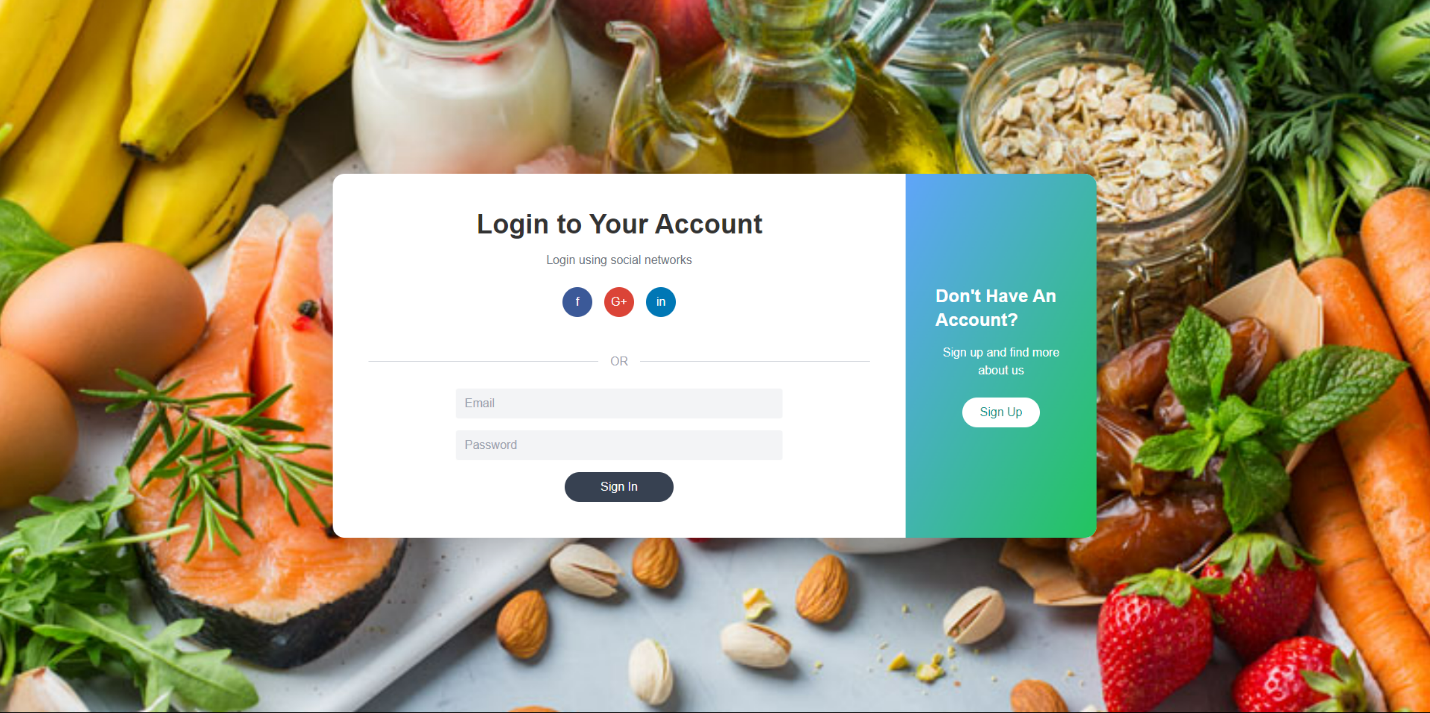 Login to Your Account
Login using social networks
f G+ in
OR
Email
Password
Sign In
Don't Have An
Account?
Sign up and find more
about us
Sign Up